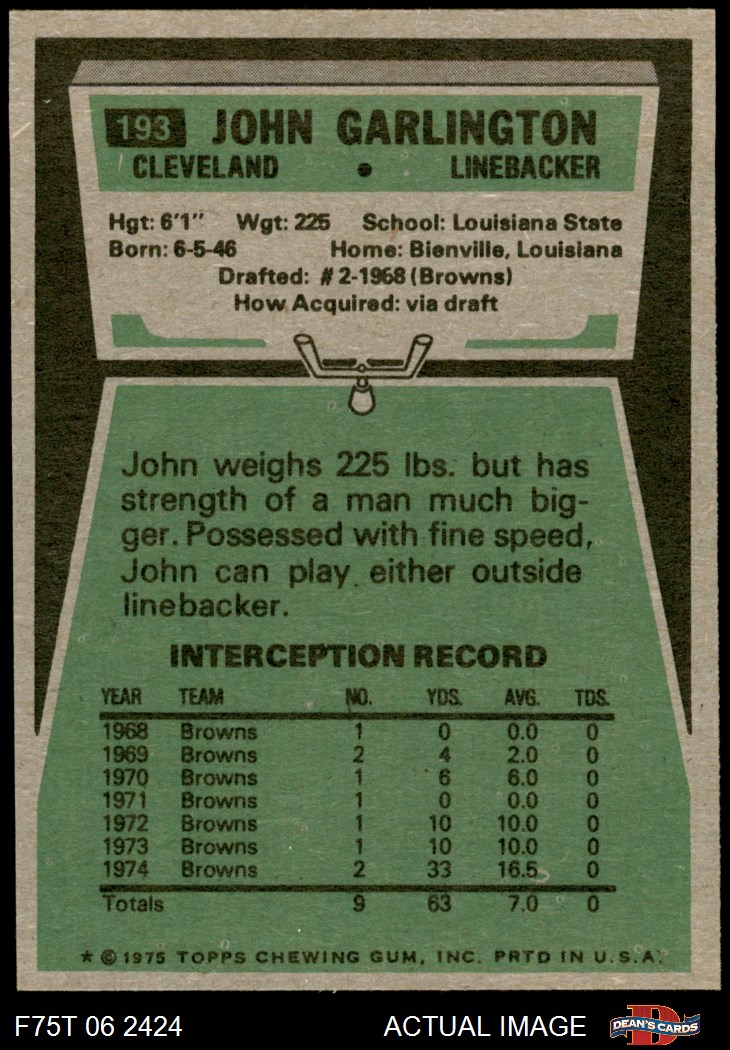 193 JOHN GARLINGTON
CLEVELAND • LINEBACKER
Hgt: 6'1" Wgt: 225 School: Louisiana State
Born: 6-5-46 Home: Bienville, Louisiana
Drafted: #2-1968 (Browns)
How Acquired: via draft
John weighs 225 lbs. but has
strength of a man much big-
ger. Possessed with fine speed,
John can play either outside
linebacker.
INTERCEPTION RECORD
YEAR TEAM NO. YDS. AVG. TDS.
1968 Browns 1 0 0.0 0
1969 Browns 2 4 2.0 0
1970 Browns 1 6 6.0 0
1971 Browns 1 0 0.0 0
1972 Browns 1 10 10.0 0
1973 Browns 1 10 10.0 0
1974 Browns 2 33 16.5 0
Totals 9 63 7.0 0
* © 1975 TOPPS CHEWING GUM, INC. PRTD IN U.S.A.
F75T 06 2424 ACTUAL IMAGE D DEAN'S CARDS